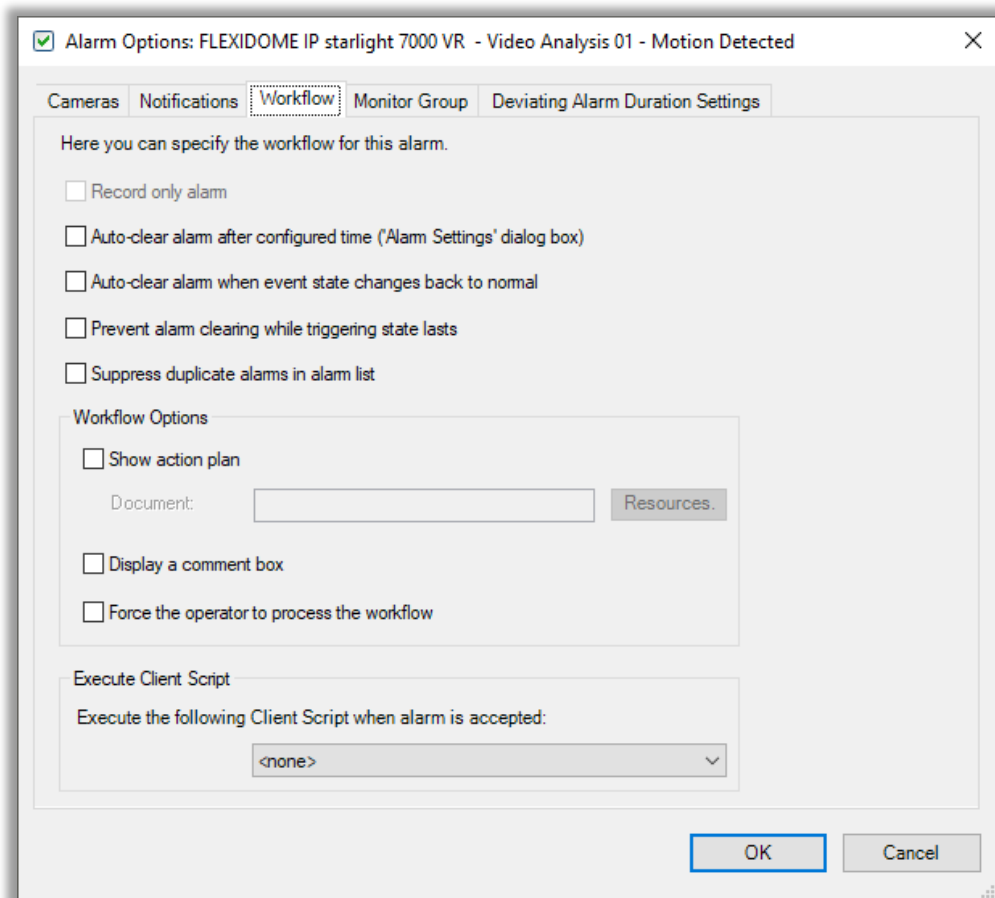 Alarm Options: FLEXIDOME IP starlight 7000 VR - Video Analysis 01 - Motion Detected
Cameras Notifications Workflow Monitor Group Deviating Alarm Duration Settings
Here you can specify the workflow for this alarm.
Record only alarm
Auto-clear alarm after configured time ('Alarm Settings' dialog box)
Auto-clear alarm when event state changes back to normal
Prevent alarm clearing while triggering state lasts
Suppress duplicate alarms in alarm list
Workflow Options
Show action plan
Document: Resources.
Display a comment box
Force the operator to process the workflow
Execute Client Script
Execute the following Client Script when alarm is accepted:
<none>
OK Cancel